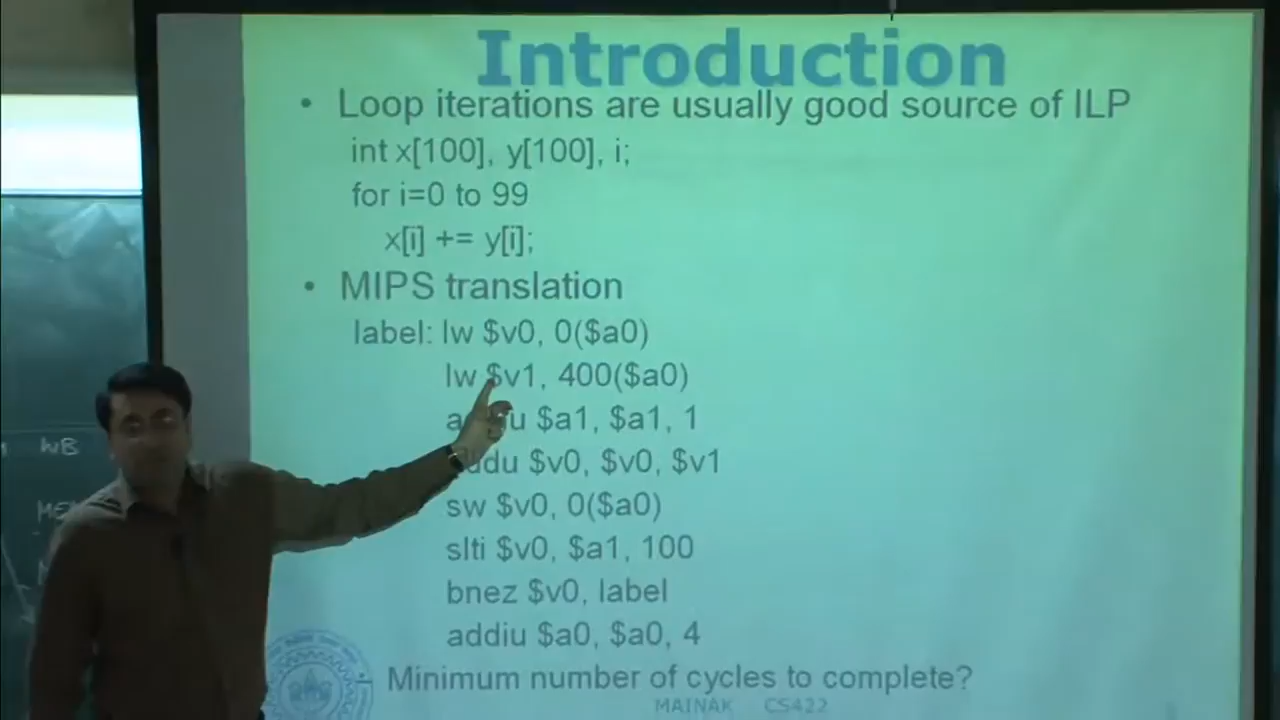 Introduction
• Loop iterations are usually good source of ILP
int x[100], y[100], i;
for i=0 to 99
x[i] += y[i];
• MIPS translation
label: lw $v0, 0($a0)
lw $v1, 400($a0)
$a1, $a1, 1
$v0, $v0, $v1
sw $v0, 0($a0)
slti $v0, $a1, 100
bnez $v0, label
addiu $a0, $a0, 4
Minimum number of cycles to complete?
MAINAK CS422
WB